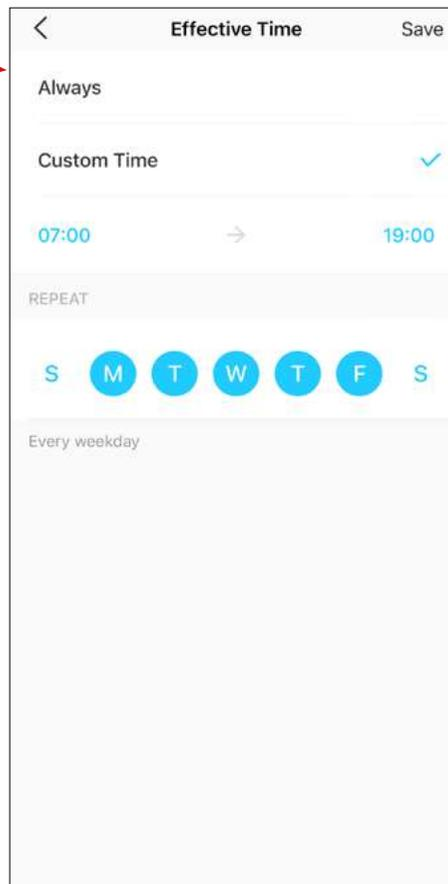 Effective Time Save
Always
Custom Time
07:00 → 19:00
REPEAT
S M T W T F S
Every weekday